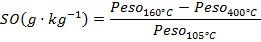 SO(g·kg⁻¹) = (Peso₁₆₀°C − Peso₄₀₀°C) / Peso₁₀₅°C